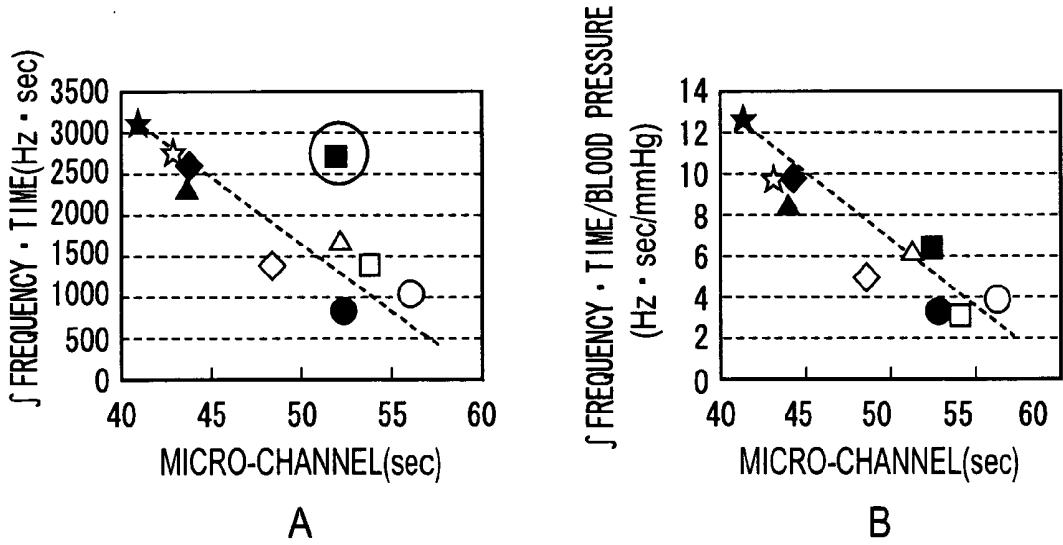 ∫ FREQUENCY・TIME(Hz・sec)
3500
3000
2500
2000
1500
1000
500
0
40 45 50 55 60
MICRO-CHANNEL(sec)
A
∫ FREQUENCY・TIME/BLOOD PRESSURE
(Hz・sec/mmHg)
14
12
10
8
6
4
2
0
40 45 50 55 60
MICRO-CHANNEL(sec)
B